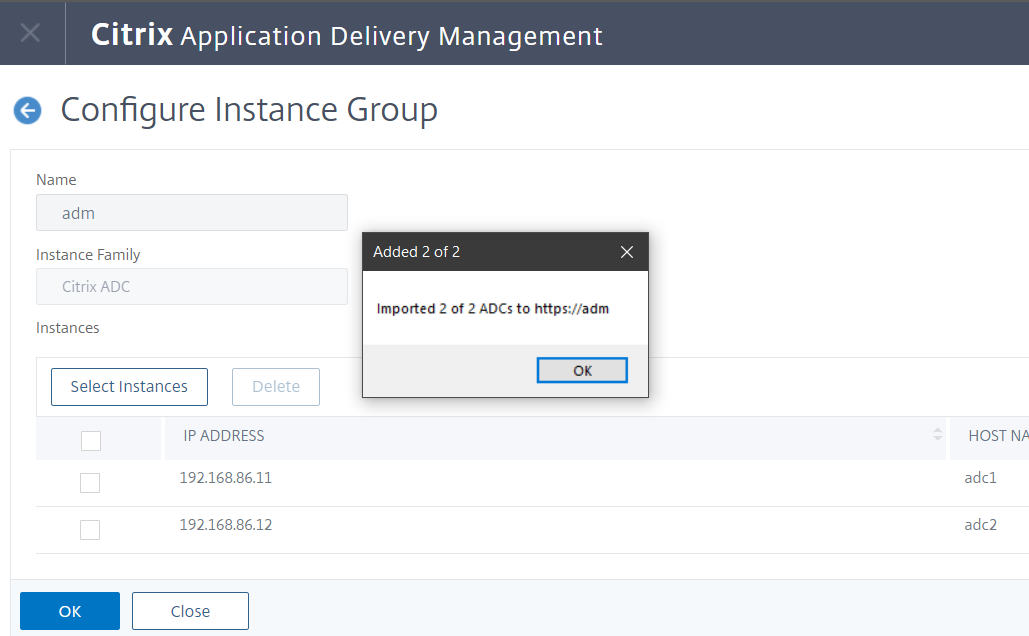 Citrix Application Delivery Management
Configure Instance Group
Name
adm
Instance Family
Citrix ADC
Instances
Added 2 of 2
Imported 2 of 2 ADCs to https://adm
OK
Select Instances
Delete
IP ADDRESS
HOST NA
192.168.86.11
adc1
192.168.86.12
adc2
OK
Close